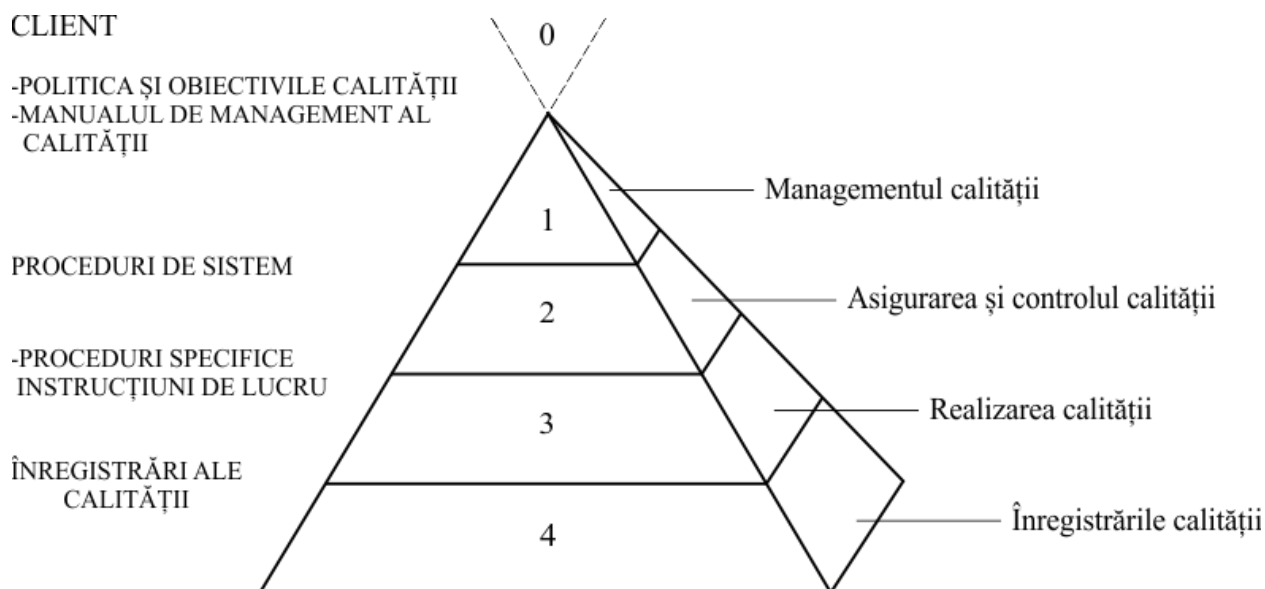 CLIENT
0
-POLITICA ȘI OBIECTIVILE CALITĂȚII
-MANUALUL DE MANAGEMENT AL
CALITĂȚII
Managementul calității
1
PROCEDURI DE SISTEM
Asigurarea și controlul calității
2
-PROCEDURI SPECIFICE
INSTRUCȚIUNI DE LUCRU
Realizarea calității
3
ÎNREGISTRĂRI ALE
CALITĂȚII
Înregistrările calității
4